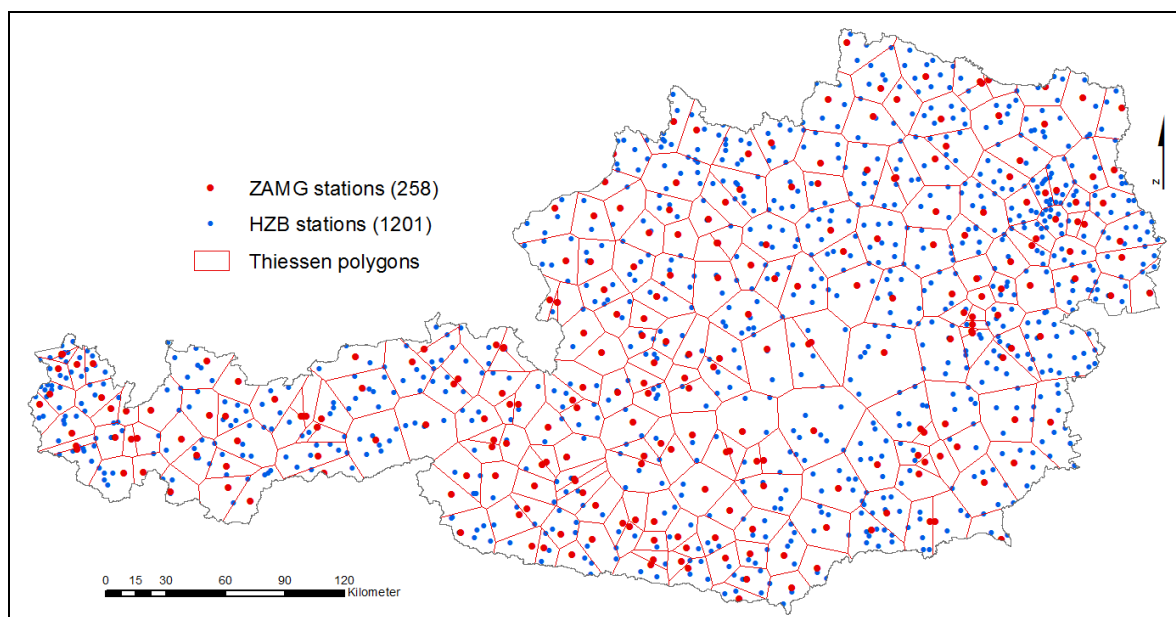 ZAMG stations (258)
HZB stations (1201)
Thiessen polygons
N
0 15 30 60 90 120
Kilometer